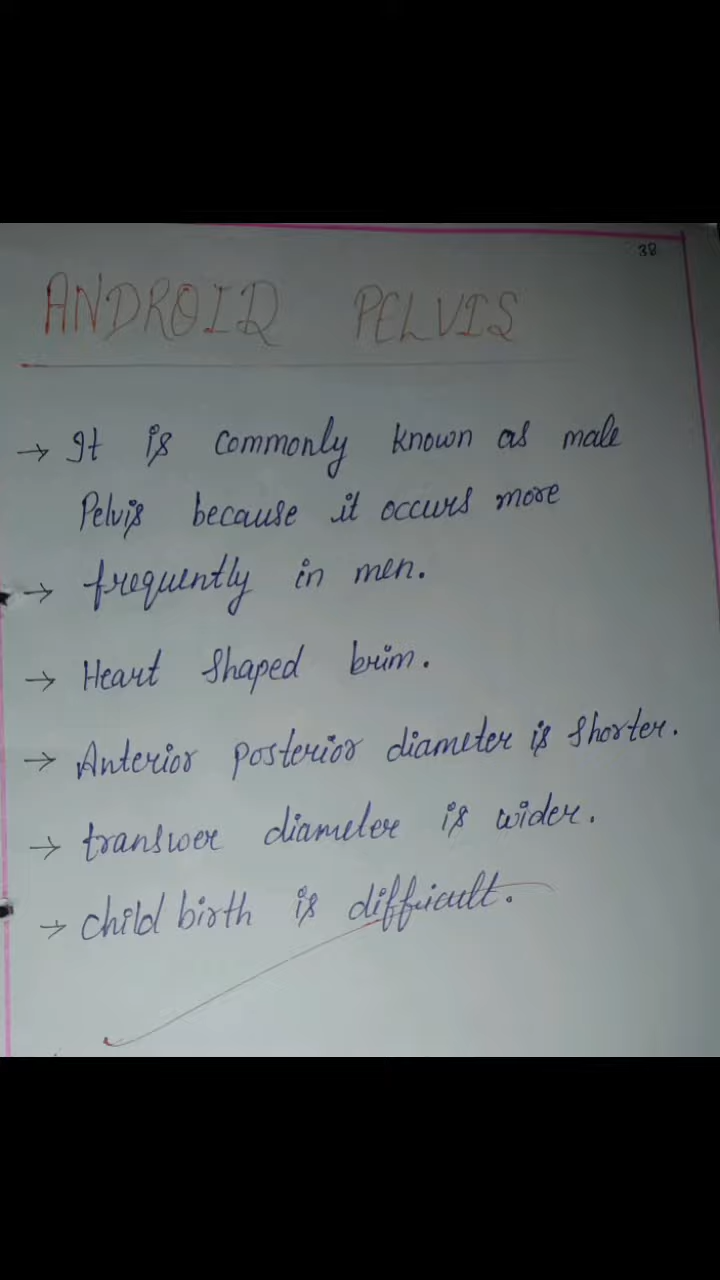 38
ANDROID PELVIS
→ It is commonly known as male
Pelvis because it occurs more
→ frequently in men.
→ Heart shaped brim.
→ Anterior posterior diameter is shorter.
→ transver diameter is wider.
→ child birth is difficult.